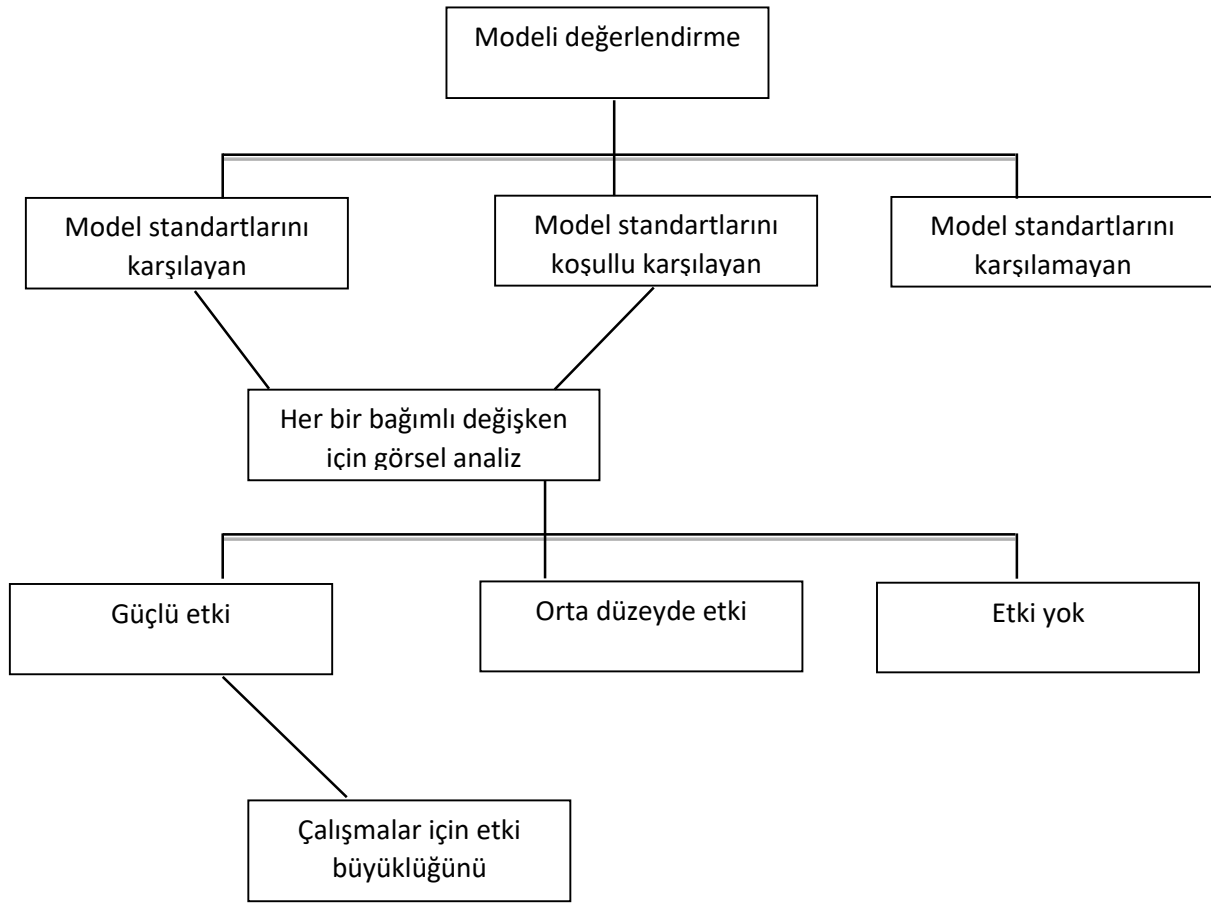 Modeli değerlendirme
Model standartlarını
karşılayan
Model standartlarını
koşullu karşılayan
Model standartlarını
karşılamayan
Her bir bağımlı değişken
için görsel analiz
Güçlü etki
Orta düzeyde etki
Etki yok
Çalışmalar için etki
büyüklüğünü